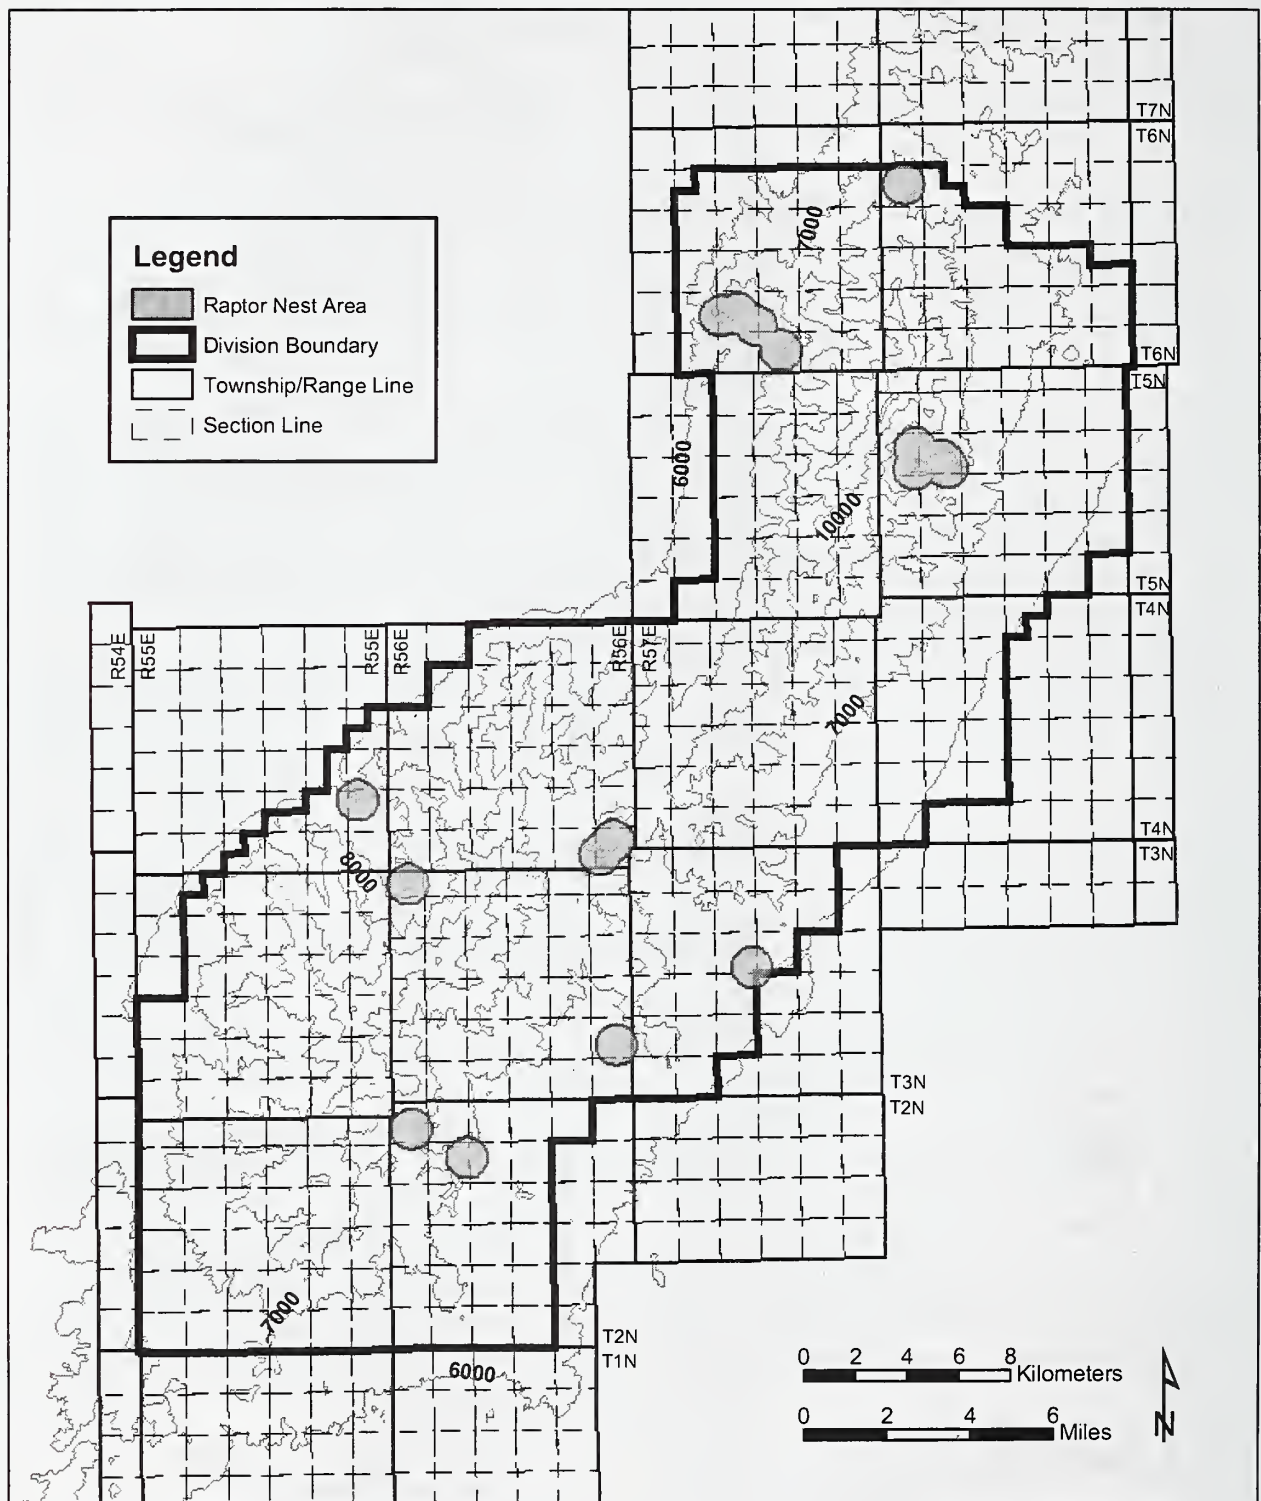 T7N
T6N
7000
Legend
Raptor Nest Area
Division Boundary
Township/Range Line
Section Line
T6N
T5N
6000
10000
T5N
T4N
R54E
R55E
R55E
R56E
R56E
R57E
7000
T4N
T3N
8000
T3N
T2N
7000
T2N
T1N
6000
0 2 4 6 8 Kilometers
0 2 4 6 Miles
N